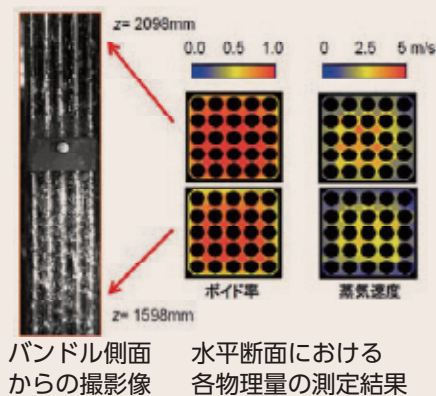 z= 2098mm
0.0 0.5 1.0
0 2.5 5 m/s
ボイド率
蒸気速度
z= 1598mm
バンドル側面
からの撮影像
水平断面における
各物理量の測定結果